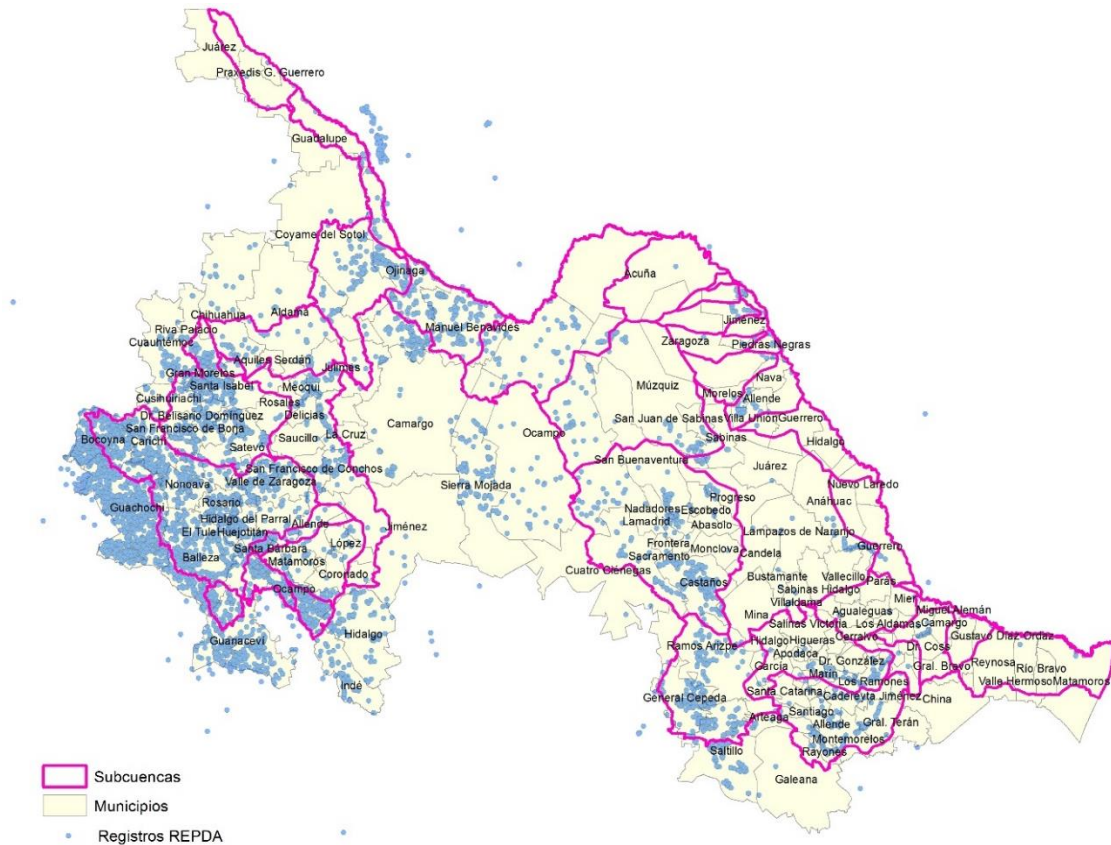 Juárez
Praxedis G. Guerrero
Guadalupe
Coyame del Sotol
Ojinaga
Acuña
Chihuahua
Aldama
Manuel Benavides
Jiménez
Riva Palacio
Cuauhtémoc
Zaragoza
Piedras Negras
Aquiles Serdán
Julimes
Gran Morelos
Santa Isabel
Meoqui
Múzquiz
Nava
Morelos
Allende
Cusihuiriachi
Rosales
Dr. Belisario Domínguez
Delicias
San Juan de Sabinas
Villa Unión
Guerrero
San Francisco de Borja
Bocoyna
Carichí
Saucillo
La Cruz
Camargo
Ocampo
Sabinas
Hidalgo
Satevó
San Buenaventura
San Francisco de Conchos
Juárez
Nonoava
Valle de Zaragoza
Sierra Mojada
Nuevo Laredo
Anáhuac
Guachochi
Rosario
Progreso
Nadadores
Escobedo
Lamadrid
Abasolo
Hidalgo del Parral
Allende
Jiménez
El Tule
Huejotitán
Lampazos de Naranjo
Guerrero
Frontera
Sacramento
Monclova
Candela
Santa Bárbara
López
Balleza
Matamoros
Cuatro Ciénegas
Castaños
Coronado
Bustamante
Vallecillo
Sabinas Hidalgo
Parás
Ocampo
Villaldama
Mier
Agualeguas
Miguel Alemán
Mina
Salinas Victoria
Los Aldamas
Camargo
Hidalgo
Guanaceví
Cerralvo
Gustavo Díaz Ordaz
Ramos Arizpe
Hidalgo
Higueras
Dr. Coss
Apodaca
García
Dr. González
Gral. Bravo
Reynosa
Río Bravo
Marín
Los Ramones
Valle Hermoso
Matamoros
Indé
General Cepeda
Santa Catarina
Cadereyta Jiménez
China
Santiago
Arteaga
Allende
Gral. Terán
Montemorelos
Saltillo
Rayones
Galeana
Subcuencas
Municipios
Registros REPDA